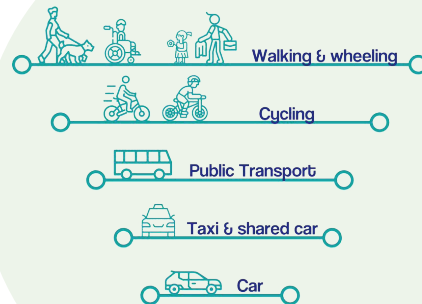 Walking & wheeling
Cycling
Public Transport
Taxi & shared car
Car